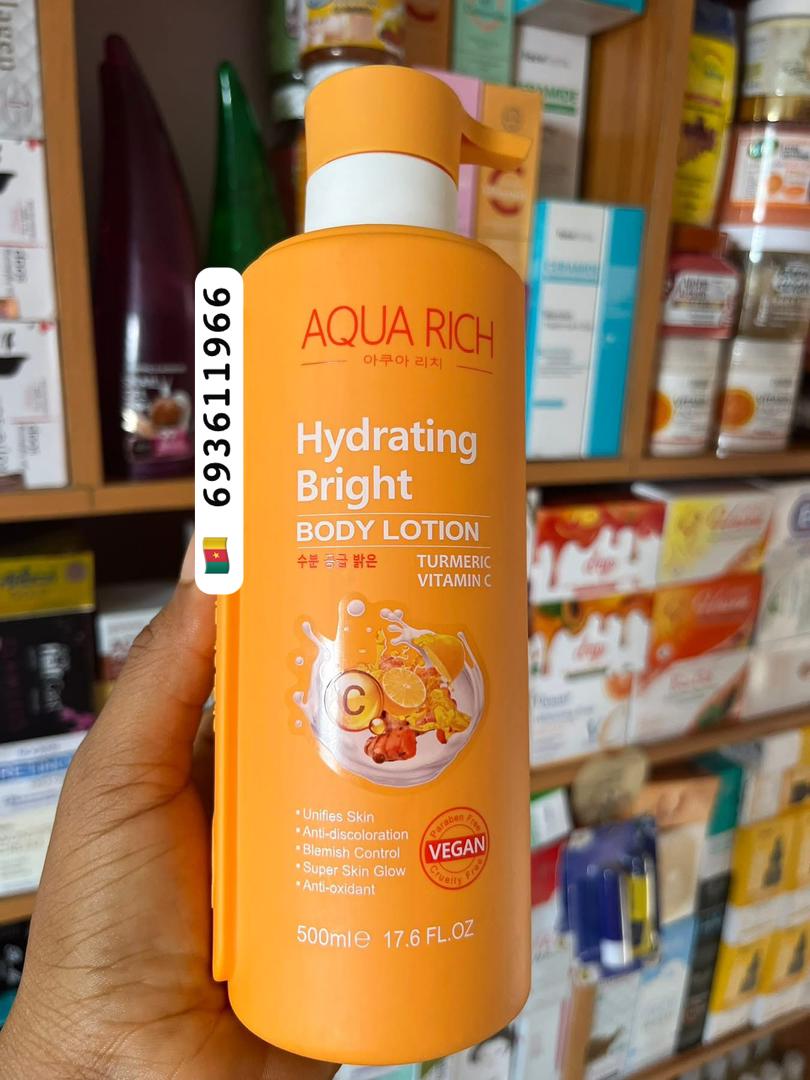 AQUA RICH
아쿠아 리치
Hydrating
Bright
BODY LOTION
수분 공급 밝은
TURMERIC
VITAMIN C
C
• Unifies Skin
• Anti-discoloration
• Blemish Control
• Super Skin Glow
• Anti-oxidant
Paraben Free
VEGAN
Cruelty Free
500ml℮ 17.6 FL.OZ
693611966